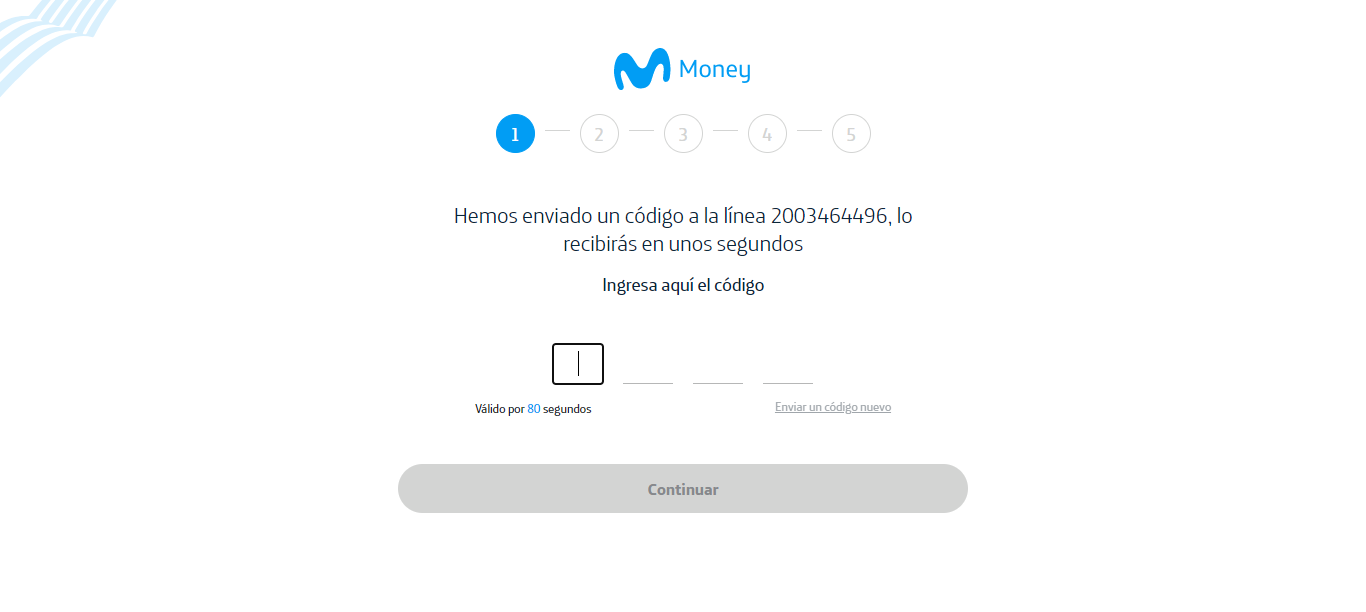 Money
1 2 3 4 5
Hemos enviado un código a la línea 2003464496, lo
recibirás en unos segundos
Ingresa aquí el código
Válido por 80 segundos
Enviar un código nuevo
Continuar